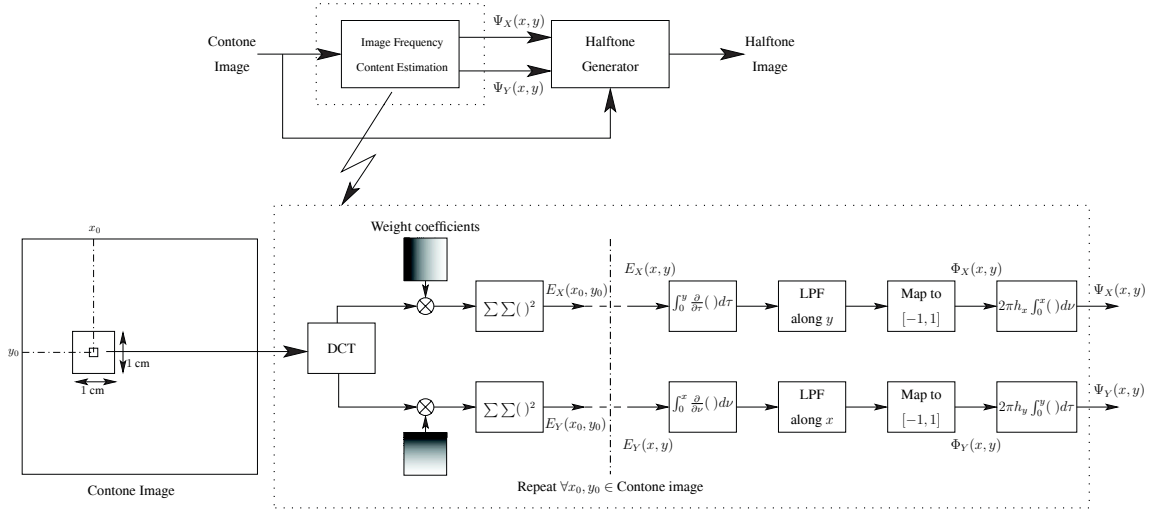 Contone
Image
Image Frequency
Content Estimation
Ψ_X(x, y)
Ψ_Y(x, y)
Halftone
Generator
Halftone
Image
Weight coefficients
x_0
y_0
1 cm
1 cm
Contone Image
DCT
⊗
∑ ∑( )^2
E_X(x_0, y_0)
E_X(x, y)
∫_0^y ∂/∂τ ( )dτ
LPF
along y
Map to
[−1, 1]
Φ_X(x, y)
2πh_x ∫_0^x( )dν
Ψ_X(x, y)
⊗
∑ ∑( )^2
E_Y(x_0, y_0)
E_Y(x, y)
∫_0^x ∂/∂ν ( )dν
LPF
along x
Map to
[−1, 1]
Φ_Y(x, y)
2πh_y ∫_0^y( )dτ
Ψ_Y(x, y)
Repeat ∀x_0, y_0 ∈ Contone image